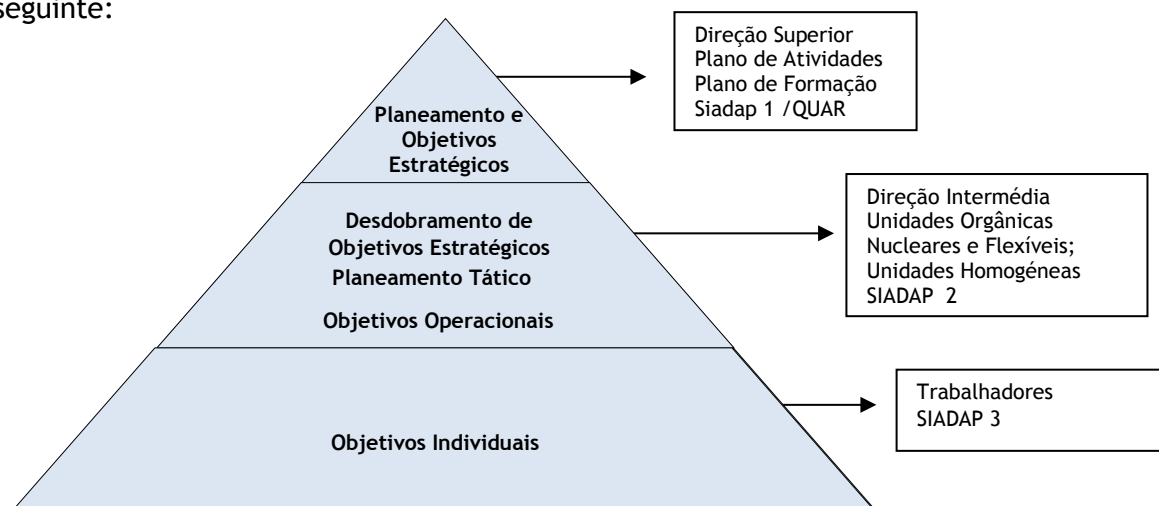 seguinte:
Direção Superior
Plano de Atividades
Plano de Formação
Siadap 1 /QUAR
Planeamento e
Objetivos
Estratégicos
Direção Intermédia
Unidades Orgânicas
Nucleares e Flexíveis;
Unidades Homogéneas
SIADAP 2
Desdobramento de
Objetivos Estratégicos
Planeamento Tático
Objetivos Operacionais
Trabalhadores
SIADAP 3
Objetivos Individuais